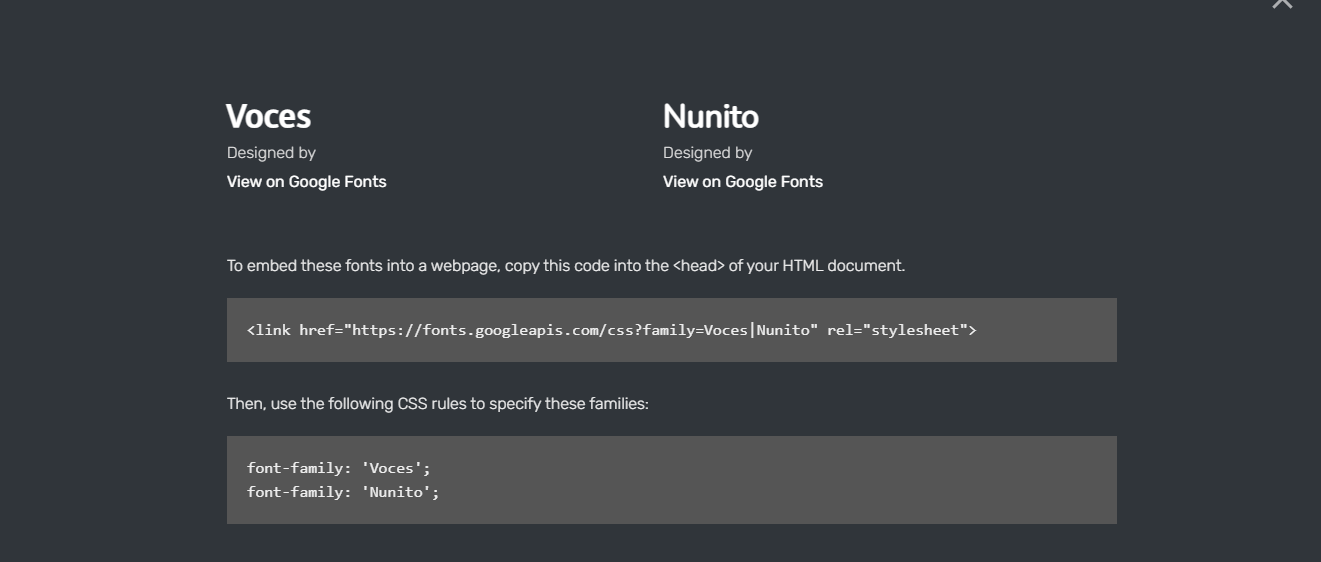 Voces
Designed by
View on Google Fonts
Nunito
Designed by
View on Google Fonts
To embed these fonts into a webpage, copy this code into the <head> of your HTML document.
<link href="https://fonts.googleapis.com/css?family=Voces|Nunito" rel="stylesheet">
Then, use the following CSS rules to specify these families:
font-family: 'Voces';
font-family: 'Nunito';